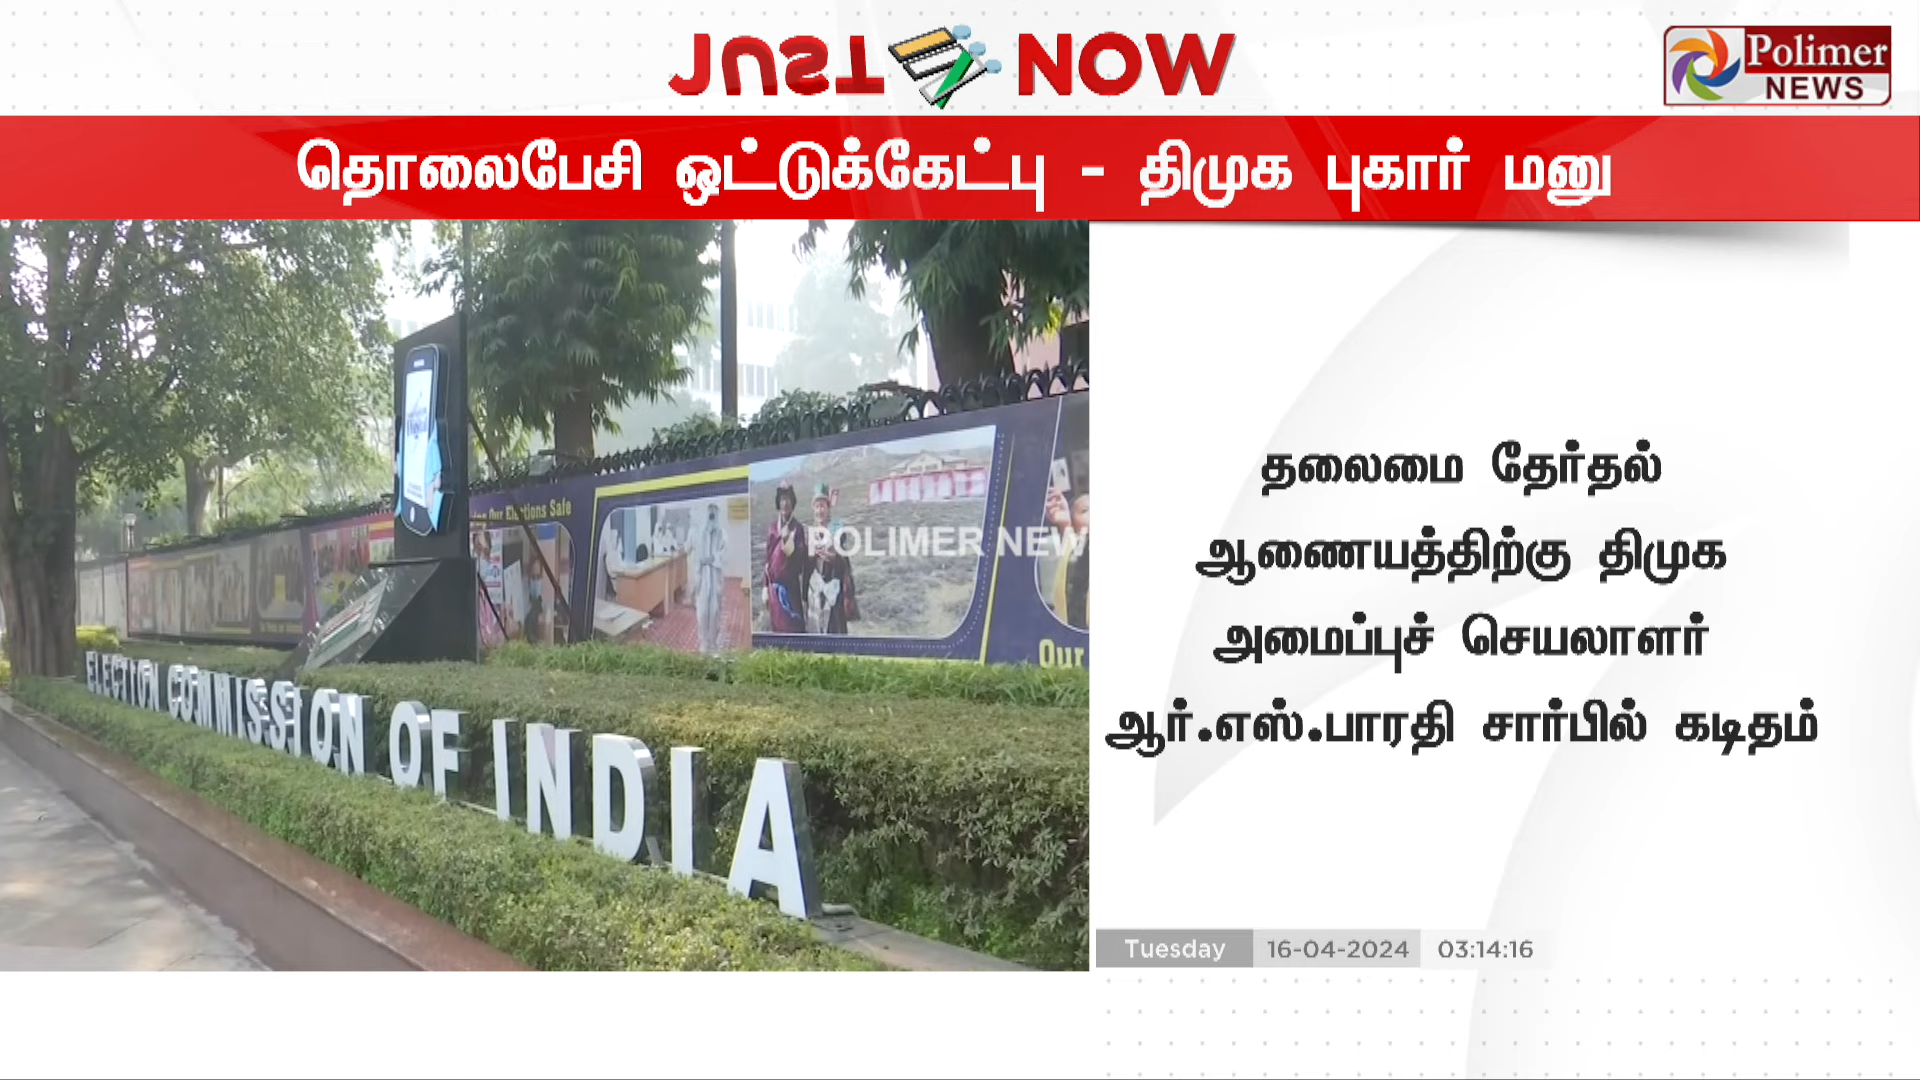 JUST NOW
Polimer
NEWS
தொலைபேசி ஒட்டுக்கேட்பு - திமுக புகார் மனு
Our Elections Safe
POLIMER NEW
Our
ELECTION COMMISSION OF INDIA
தலைமை தேர்தல்
ஆணையத்திற்கு திமுக
அமைப்புச் செயலாளர்
ஆர்.எஸ்.பாரதி சார்பில் கடிதம்
Tuesday 16-04-2024 03:14:16